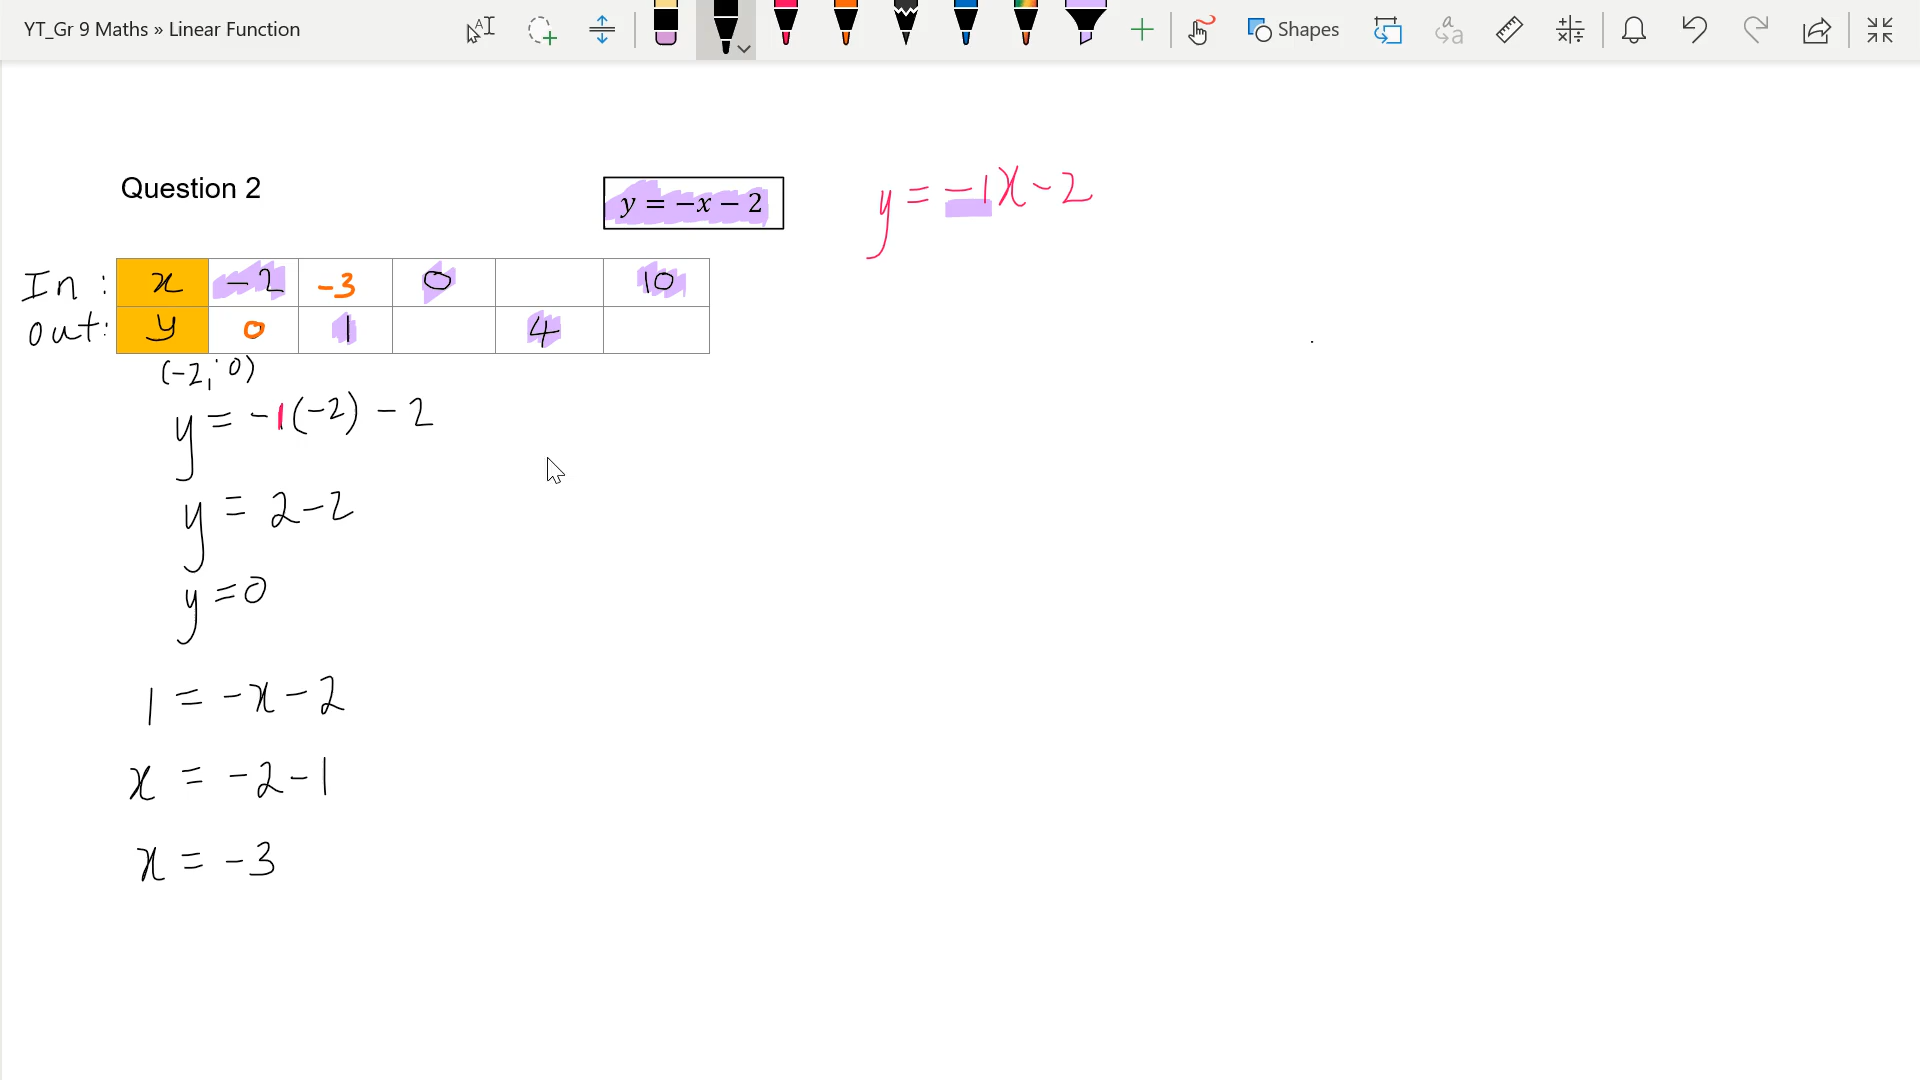 YT_Gr 9 Maths » Linear Function
Shapes
Question 2
y = −x − 2
y = −1x − 2
In : x −2 −3 0 10
out: y 0 1 4
(−2; 0)
y = −1(−2) − 2
y = 2 − 2
y = 0
1 = −x − 2
x = −2 − 1
x = −3